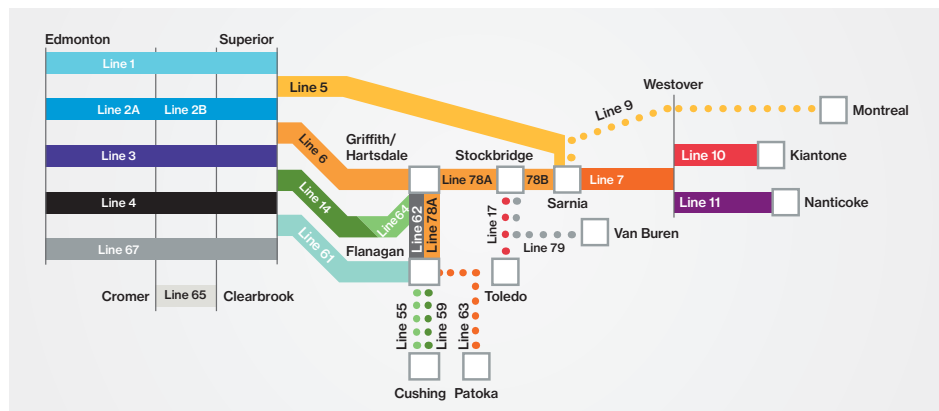 Edmonton
Superior
Line 1
Line 2A
Line 2B
Line 3
Line 4
Line 67
Cromer
Line 65
Clearbrook
Line 5
Line 6
Line 14
Line 64
Line 61
Griffith/
Hartsdale
Flanagan
Line 62
Line 78A
Line 78A
Stockbridge
78B
Sarnia
Line 7
Line 9
Westover
Montreal
Line 10
Kiantone
Line 11
Nanticoke
Line 17
Line 79
Van Buren
Toledo
Line 55
Line 59
Line 63
Cushing
Patoka